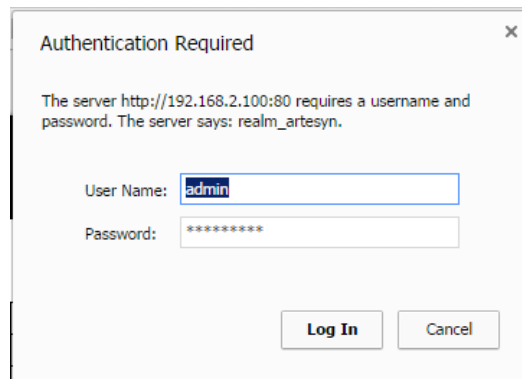 Authentication Required
The server http://192.168.2.100:80 requires a username and
password. The server says: realm_artesyn.
User Name: admin
Password: *********
Log In Cancel